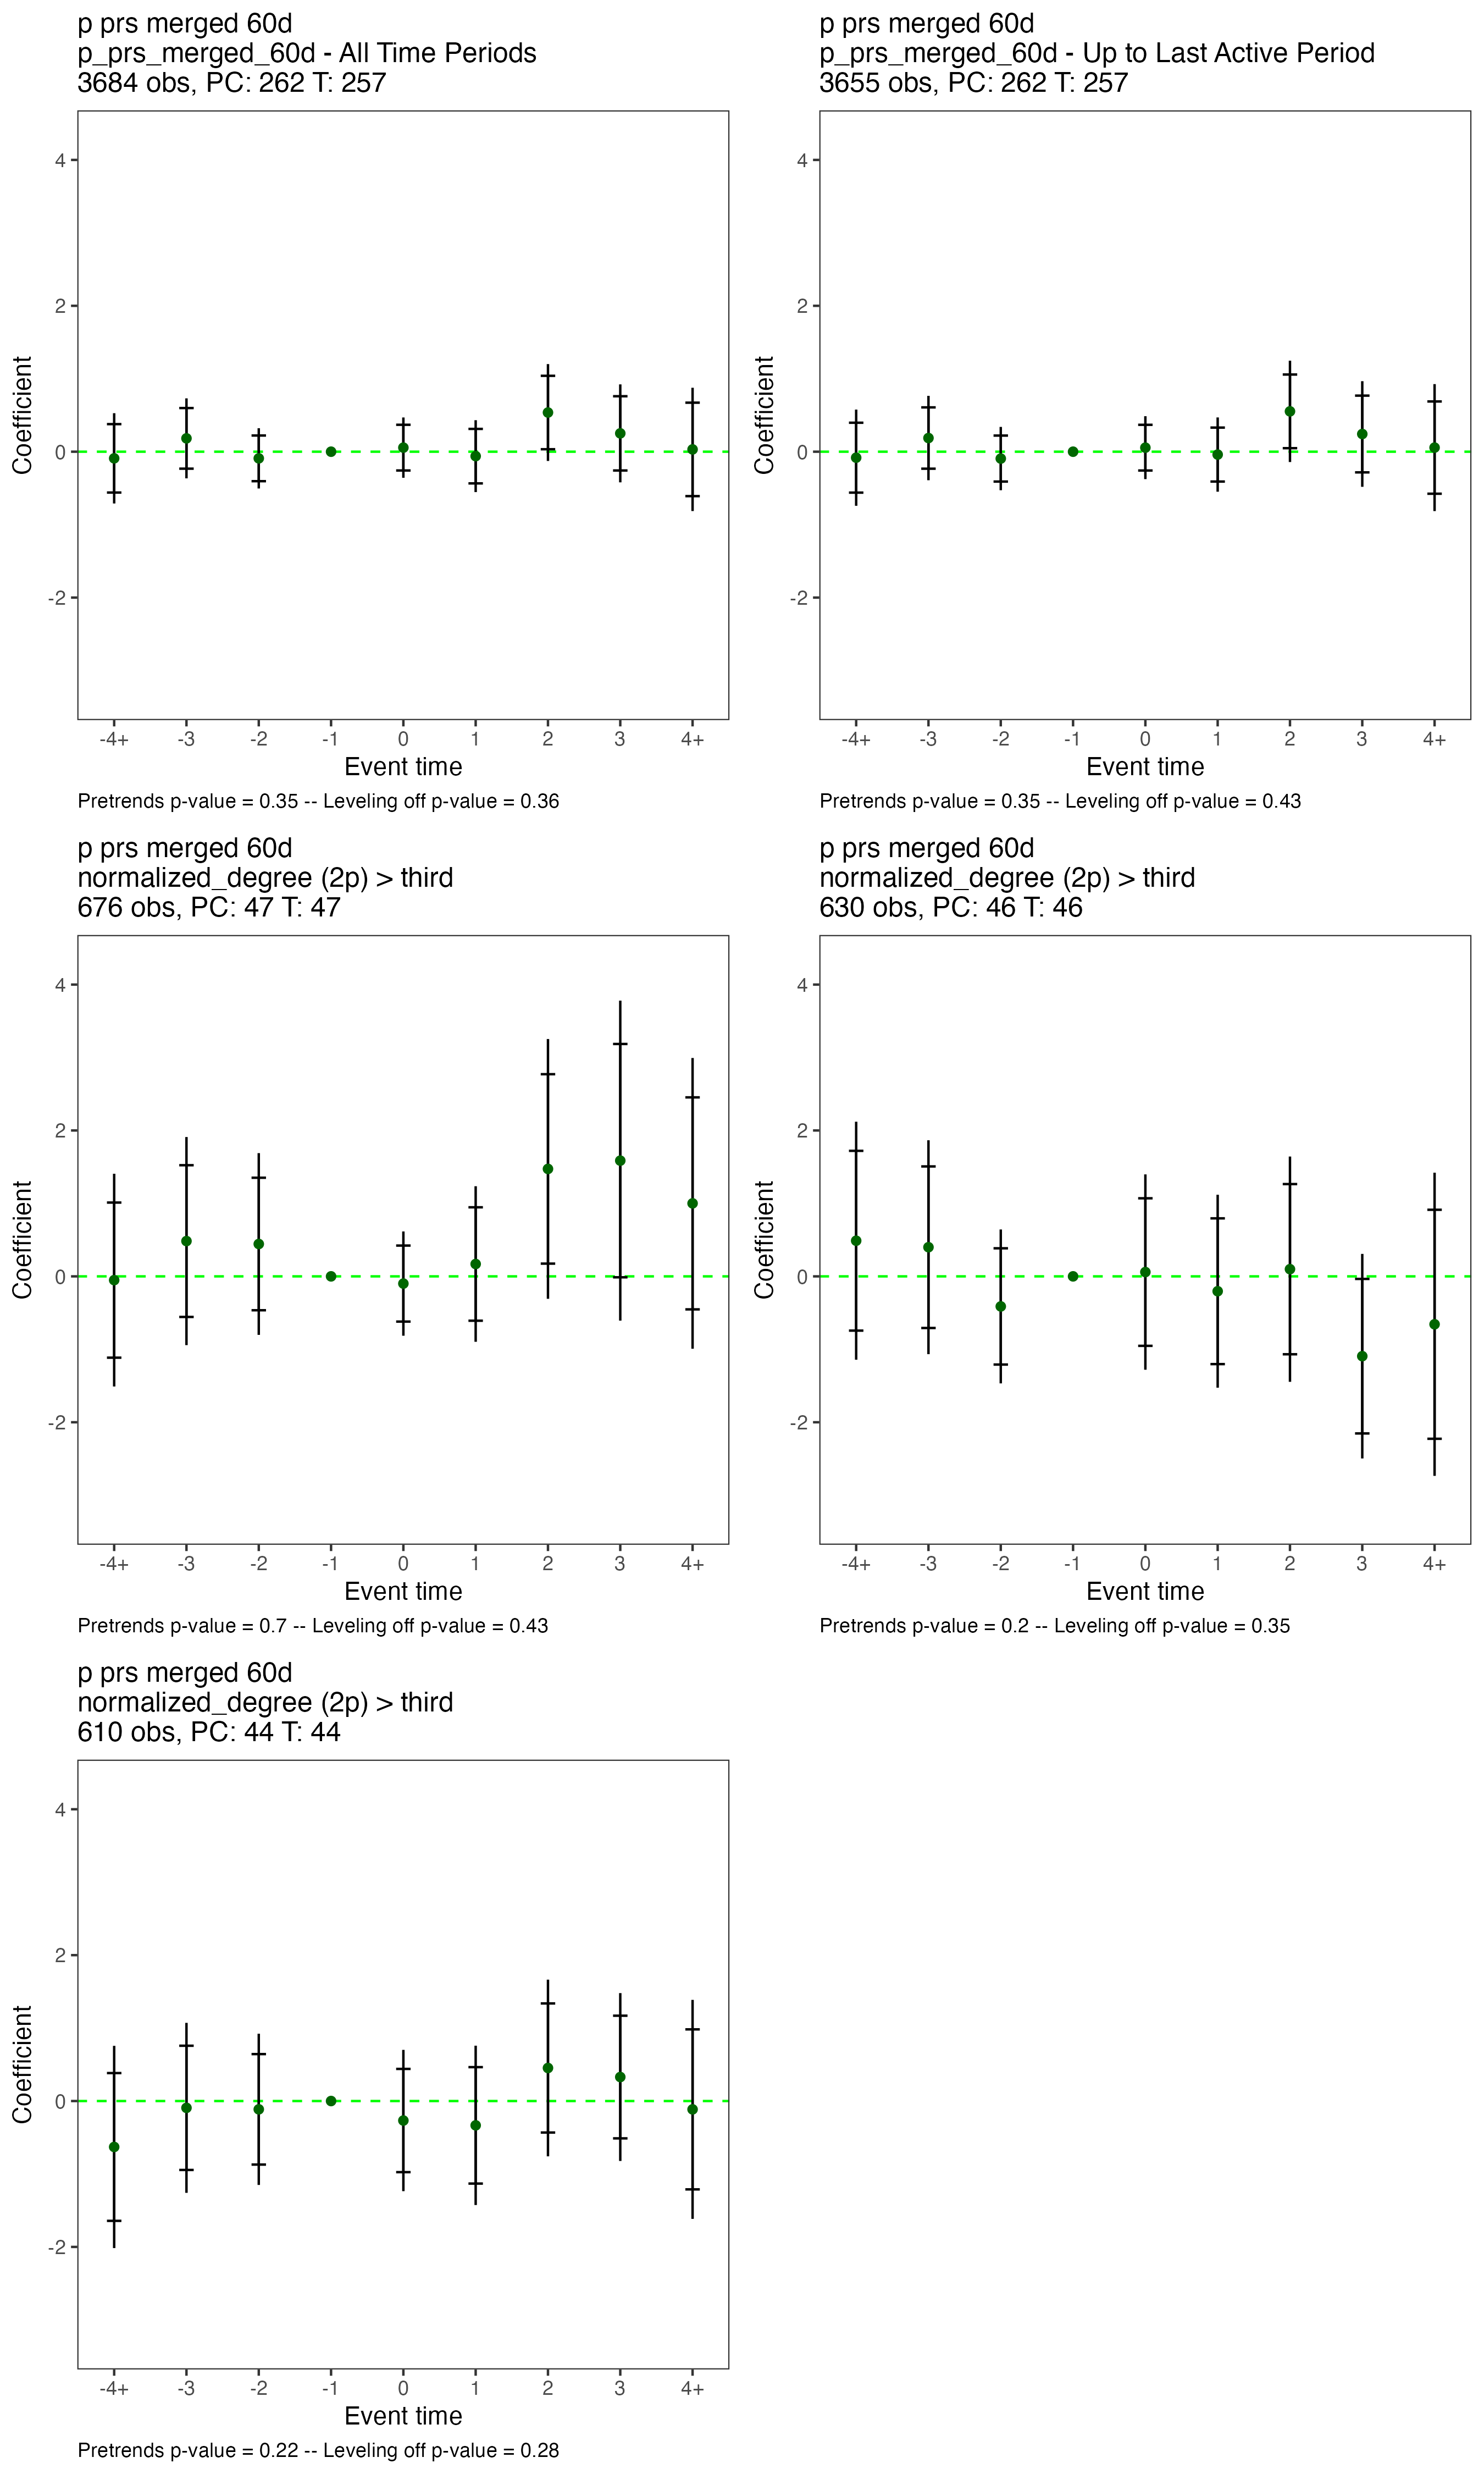 p prs merged 60d
p_prs_merged_60d - All Time Periods
3684 obs, PC: 262 T: 257
Coefficient
4
2
0
-2
-4+ -3 -2 -1 0 1 2 3 4+
Event time
Pretrends p-value = 0.35 -- Leveling off p-value = 0.36
p prs merged 60d
p_prs_merged_60d - Up to Last Active Period
3655 obs, PC: 262 T: 257
Coefficient
4
2
0
-2
-4+ -3 -2 -1 0 1 2 3 4+
Event time
Pretrends p-value = 0.35 -- Leveling off p-value = 0.43
p prs merged 60d
normalized_degree (2p) > third
676 obs, PC: 47 T: 47
Coefficient
4
2
0
-2
-4+ -3 -2 -1 0 1 2 3 4+
Event time
Pretrends p-value = 0.7 -- Leveling off p-value = 0.43
p prs merged 60d
normalized_degree (2p) > third
630 obs, PC: 46 T: 46
Coefficient
4
2
0
-2
-4+ -3 -2 -1 0 1 2 3 4+
Event time
Pretrends p-value = 0.2 -- Leveling off p-value = 0.35
p prs merged 60d
normalized_degree (2p) > third
610 obs, PC: 44 T: 44
Coefficient
4
2
0
-2
-4+ -3 -2 -1 0 1 2 3 4+
Event time
Pretrends p-value = 0.22 -- Leveling off p-value = 0.28